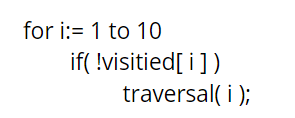 for i:= 1 to 10
if( !visitied[ i ] )
traversal( i );